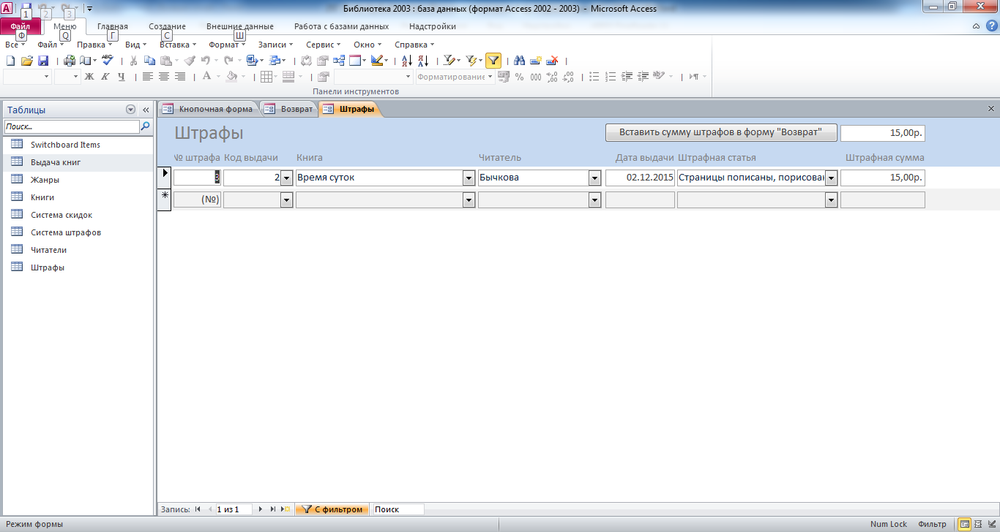 Библиотека 2003 : база данных (формат Access 2002 - 2003) - Microsoft Access
1 2 3
Файл Меню Главная Создание Внешние данные Работа с базами данных Надстройки
Ф Q Г С Ш
Все Файл Правка Вид Вставка Формат Записи Сервис Окно Справка
Ж К Ч А Форматирование % 000
Панели инструментов
Таблицы
Поиск...
Switchboard Items
Выдача книг
Жанры
Книги
Система скидок
Система штрафов
Читатели
Штрафы
Кнопочная форма Возврат Штрафы
Штрафы Вставить сумму штрафов в форму "Возврат" 15,00р.
№ штрафа Код выдачи Книга Читатель Дата выдачи Штрафная статья Штрафная сумма
3 2 Время суток Бычкова 02.12.2015 Страницы пописаны, порисован 15,00р.
(№)
Запись: 1 из 1 С фильтром Поиск
Режим формы Num Lock Фильтр